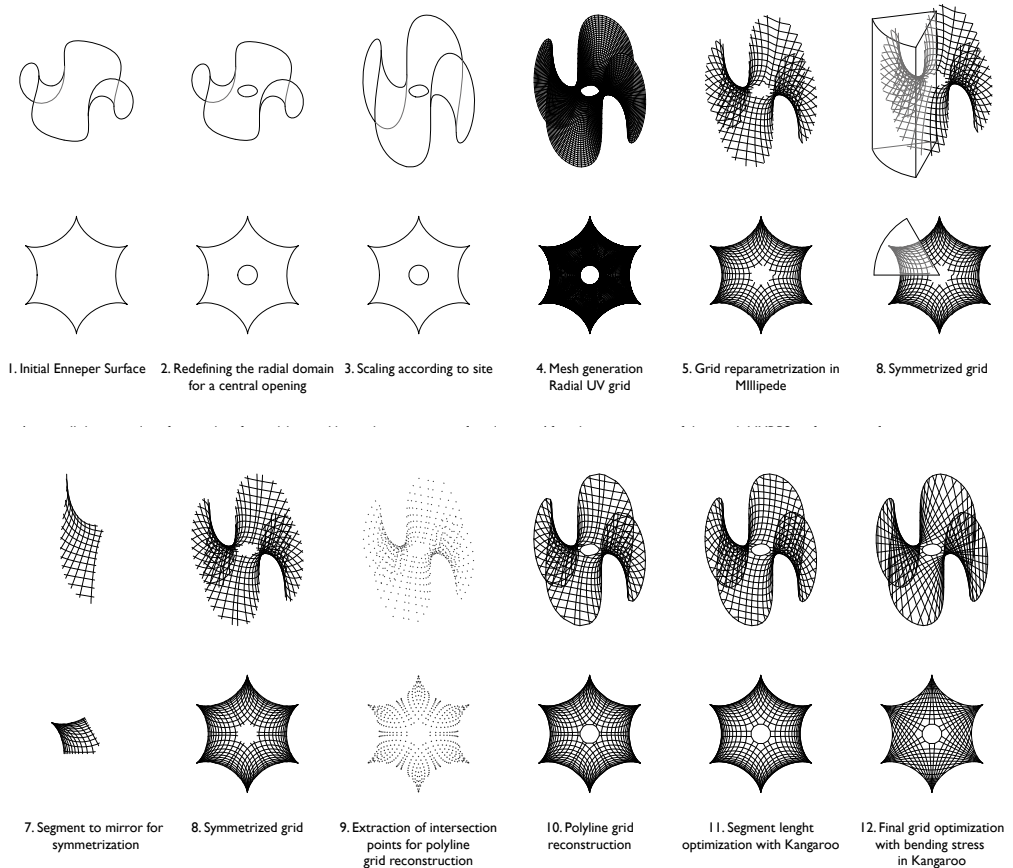 1. Initial Enneper Surface
2. Redefining the radial domain
for a central opening
3. Scaling according to site
4. Mesh generation
Radial UV grid
5. Grid reparametrization in
MIllipede
8. Symmetrized grid
7. Segment to mirror for
symmetrization
8. Symmetrized grid
9. Extraction of intersection
points for polyline
grid reconstruction
10. Polyline grid
reconstruction
11. Segment lenght
optimization with Kangaroo
12. Final grid optimization
with bending stress
in Kangaroo